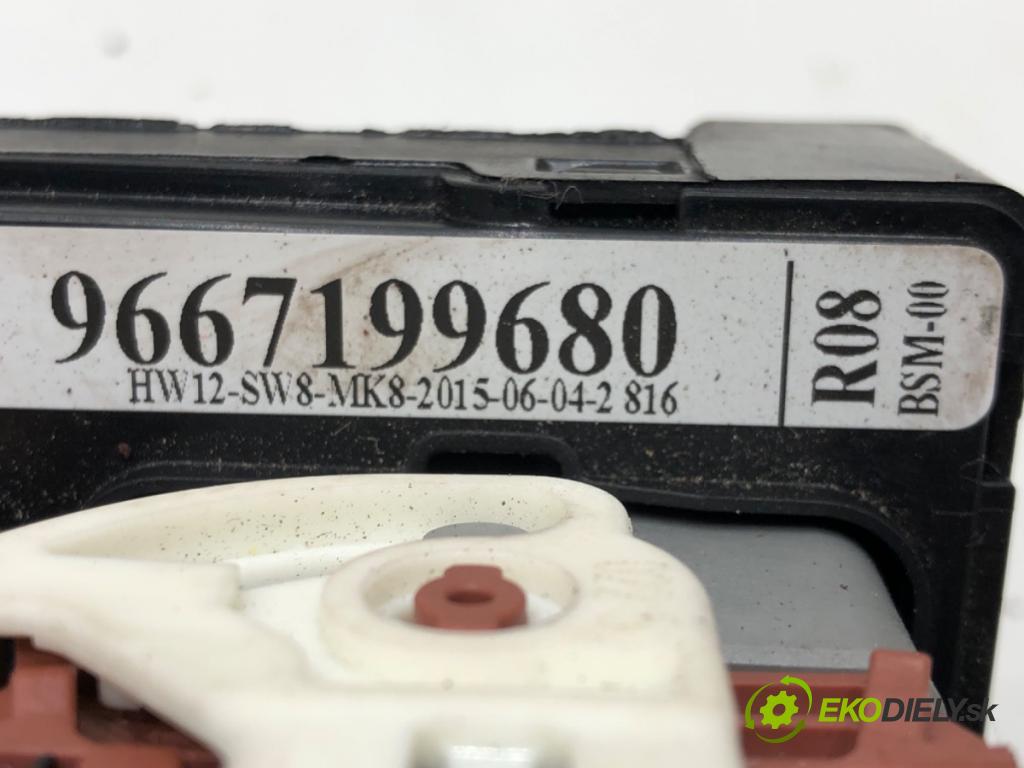 9667199680
HW12-SW8-MK8-2015-06-04-2 816
R08
BSM-00
EKODIELY.sk